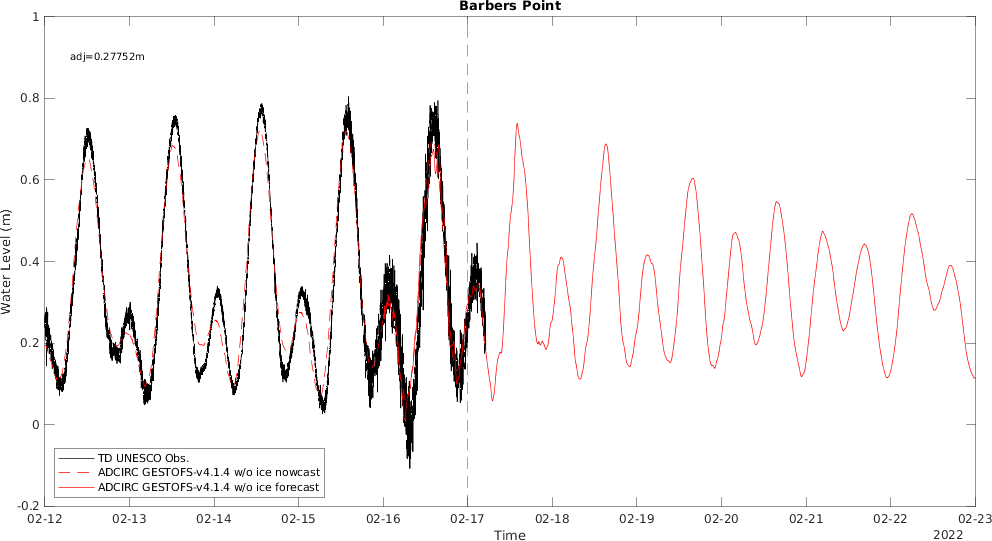 Barbers Point
adj=0.27752m
Water Level (m)
1
0.8
0.6
0.4
0.2
0
-0.2
TD UNESCO Obs.
ADCIRC GESTOFS-v4.1.4 w/o ice nowcast
ADCIRC GESTOFS-v4.1.4 w/o ice forecast
02-12 02-13 02-14 02-15 02-16 02-17 02-18 02-19 02-20 02-21 02-22 02-23
Time
2022